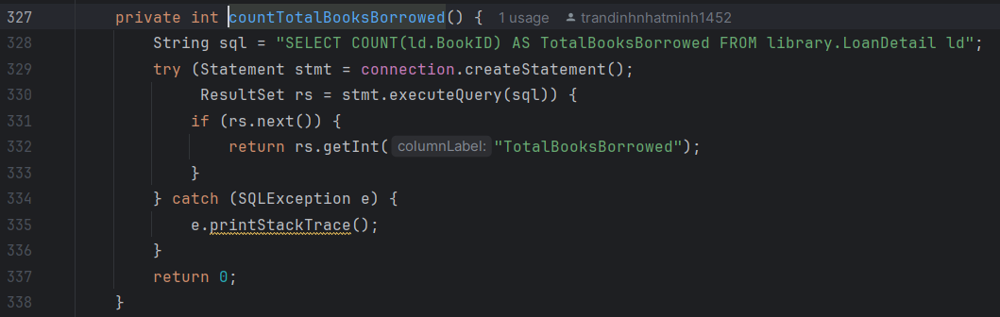 327 private int countTotalBooksBorrowed() { 1 usage trandinhnhatminh1452
328 String sql = "SELECT COUNT(ld.BookID) AS TotalBooksBorrowed FROM library.LoanDetail ld";
329 try (Statement stmt = connection.createStatement();
330 ResultSet rs = stmt.executeQuery(sql)) {
331 if (rs.next()) {
332 return rs.getInt( columnLabel: "TotalBooksBorrowed");
333 }
334 } catch (SQLException e) {
335 e.printStackTrace();
336 }
337 return 0;
338 }